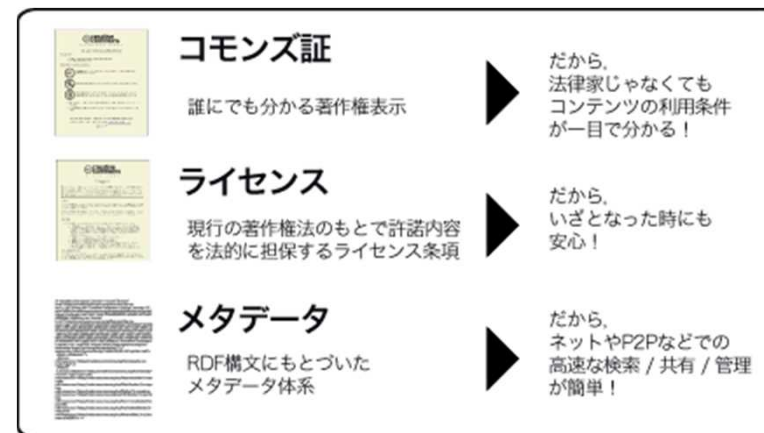 コモンズ証
誰にでも分かる著作権表示
だから,
法律家じゃなくても
コンテンツの利用条件
が一目で分かる！
ライセンス
現行の著作権法のもとで許諾内容
を法的に担保するライセンス条項
だから,
いざとなった時にも
安心！
メタデータ
RDF構文にもとづいた
メタデータ体系
だから,
ネットやP2Pなどでの
高速な検索 / 共有 / 管理
が簡単！